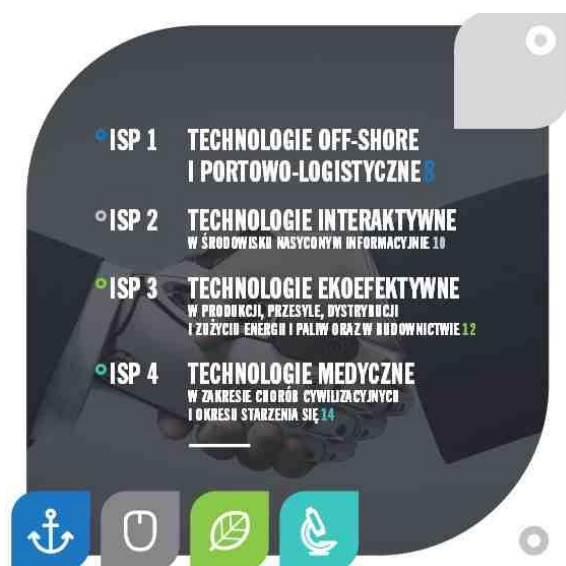 ISP 1 TECHNOLOGIE OFF-SHORE
I PORTOWO-LOGISTYCZNE 8
ISP 2 TECHNOLOGIE INTERAKTYWNE
W ŚRODOWISKU NASYCONYM INFORMACYJNIE 10
ISP 3 TECHNOLOGIE EKOEFEKTYWNE
W PRODUKCJI, PRZESYLE, DYSTRYBUCJI
I ZUŻYCIU ENERGII I PALIW ORAZ W BUDOWNICTWIE 12
ISP 4 TECHNOLOGIE MEDYCZNE
W ZAKRESIE CHORÓB CYWILIZACYJNYCH
I OKRESU STARZENIA SIĘ 14